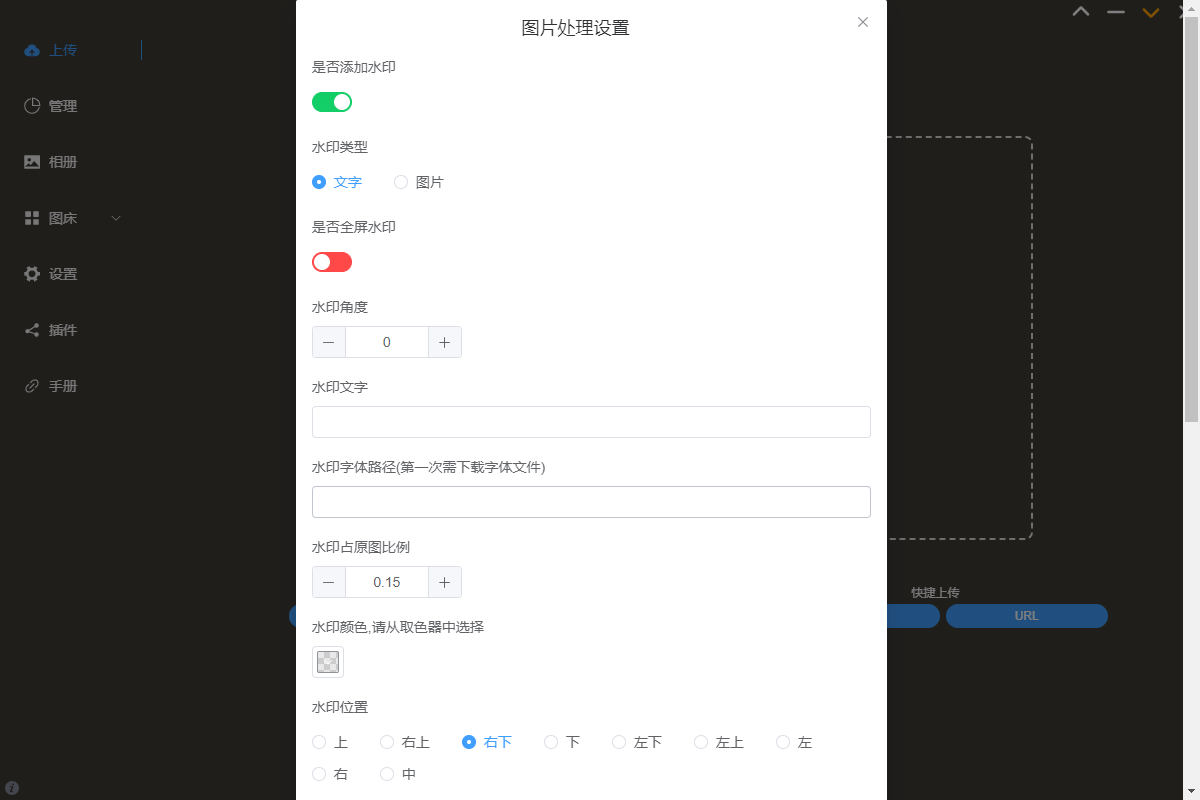 图片处理设置
上传
管理
相册
图床
设置
插件
手册
是否添加水印
水印类型
文字 图片
是否全屏水印
水印角度
0
水印文字
水印字体路径(第一次需下载字体文件)
水印占原图比例
0.15
水印颜色,请从取色器中选择
水印位置
上 右上 右下 下 左下 左上 左
右 中
快捷上传
URL